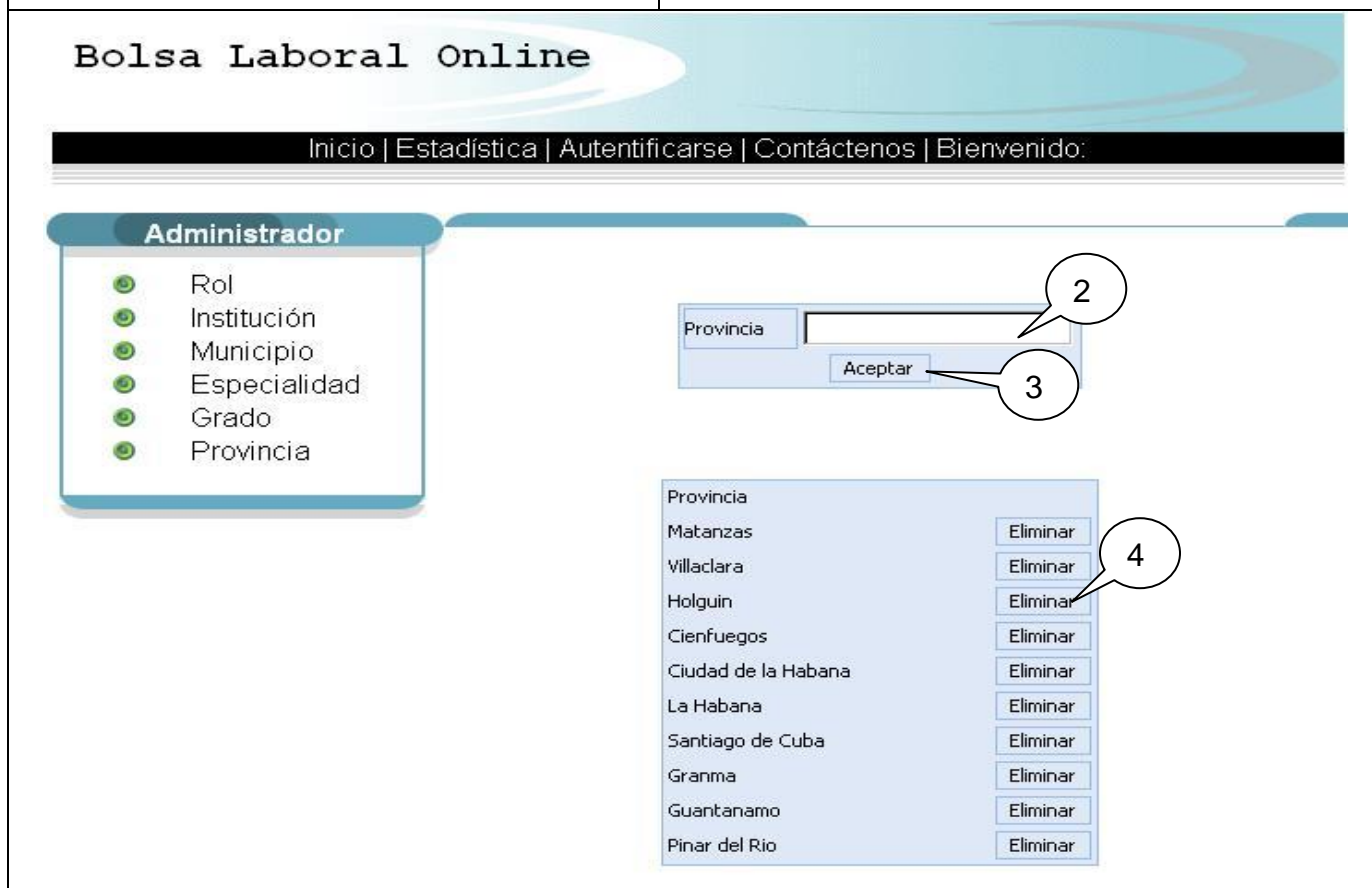 Bolsa Laboral Online
Inicio | Estadística | Autentificarse | Contáctenos | Bienvenido:
Administrador
Rol
Institución
Municipio
Especialidad
Grado
Provincia
2
Provincia
Aceptar
3
Provincia
Matanzas Eliminar
Villaclara Eliminar
4
Holguin Eliminar
Cienfuegos Eliminar
Ciudad de la Habana Eliminar
La Habana Eliminar
Santiago de Cuba Eliminar
Granma Eliminar
Guantanamo Eliminar
Pinar del Rio Eliminar